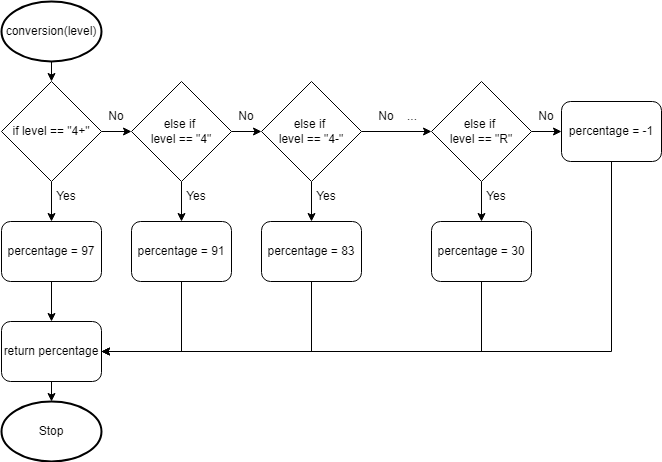 conversion(level)
if level == "4+"
No
else if
level == "4"
No
else if
level == "4-"
No ...
else if
level == "R"
No
percentage = -1
Yes
Yes
Yes
Yes
percentage = 97
percentage = 91
percentage = 83
percentage = 30
return percentage
Stop